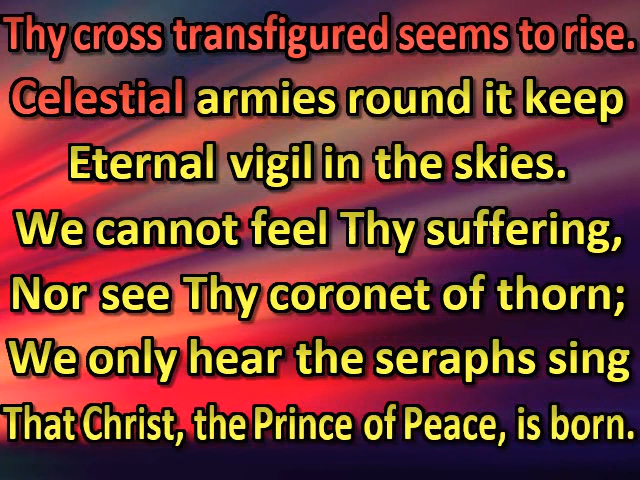 Thy cross transfigured seems to rise.
Celestial armies round it keep
Eternal vigil in the skies.
We cannot feel Thy suffering,
Nor see Thy coronet of thorn;
We only hear the seraphs sing
That Christ, the Prince of Peace, is born.